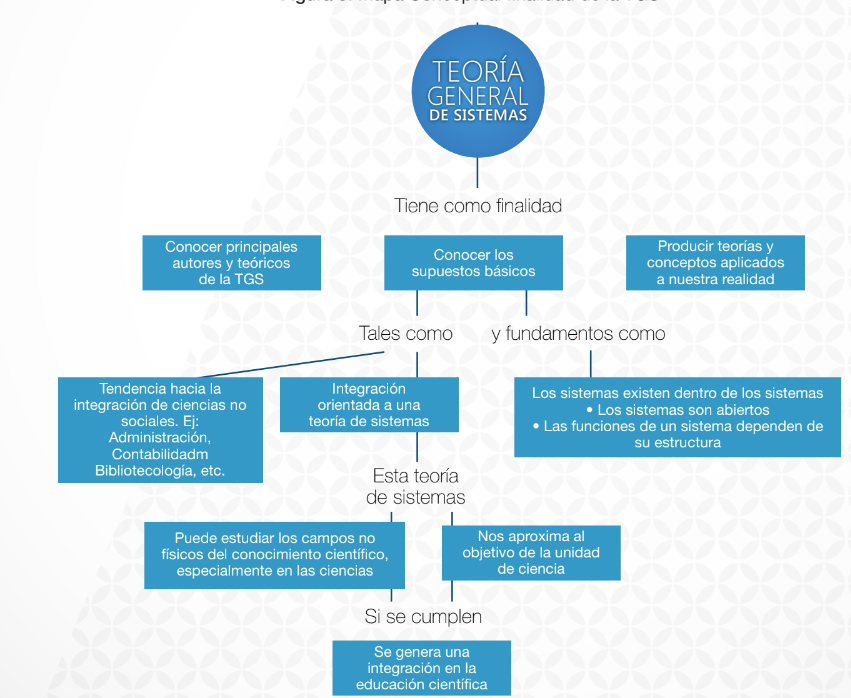 TEORÍA
GENERAL
DE SISTEMAS
Tiene como finalidad
Conocer principales
autores y teóricos
de la TGS
Conocer los
supuestos básicos
Producir teorías y
conceptos aplicados
a nuestra realidad
Tales como
y fundamentos como
Tendencia hacia la
integración de ciencias no
sociales. Ej:
Administración,
Contabilidadm
Bibliotecología, etc.
Integración
orientada a una
teoría de sistemas
Los sistemas existen dentro de los sistemas
• Los sistemas son abiertos
• Las funciones de un sistema dependen de
su estructura
Esta teoría
de sistemas
Puede estudiar los campos no
físicos del conocimiento científico,
especialmente en las ciencias
Nos aproxima al
objetivo de la unidad
de ciencia
Si se cumplen
Se genera una
integración en la
educación científica